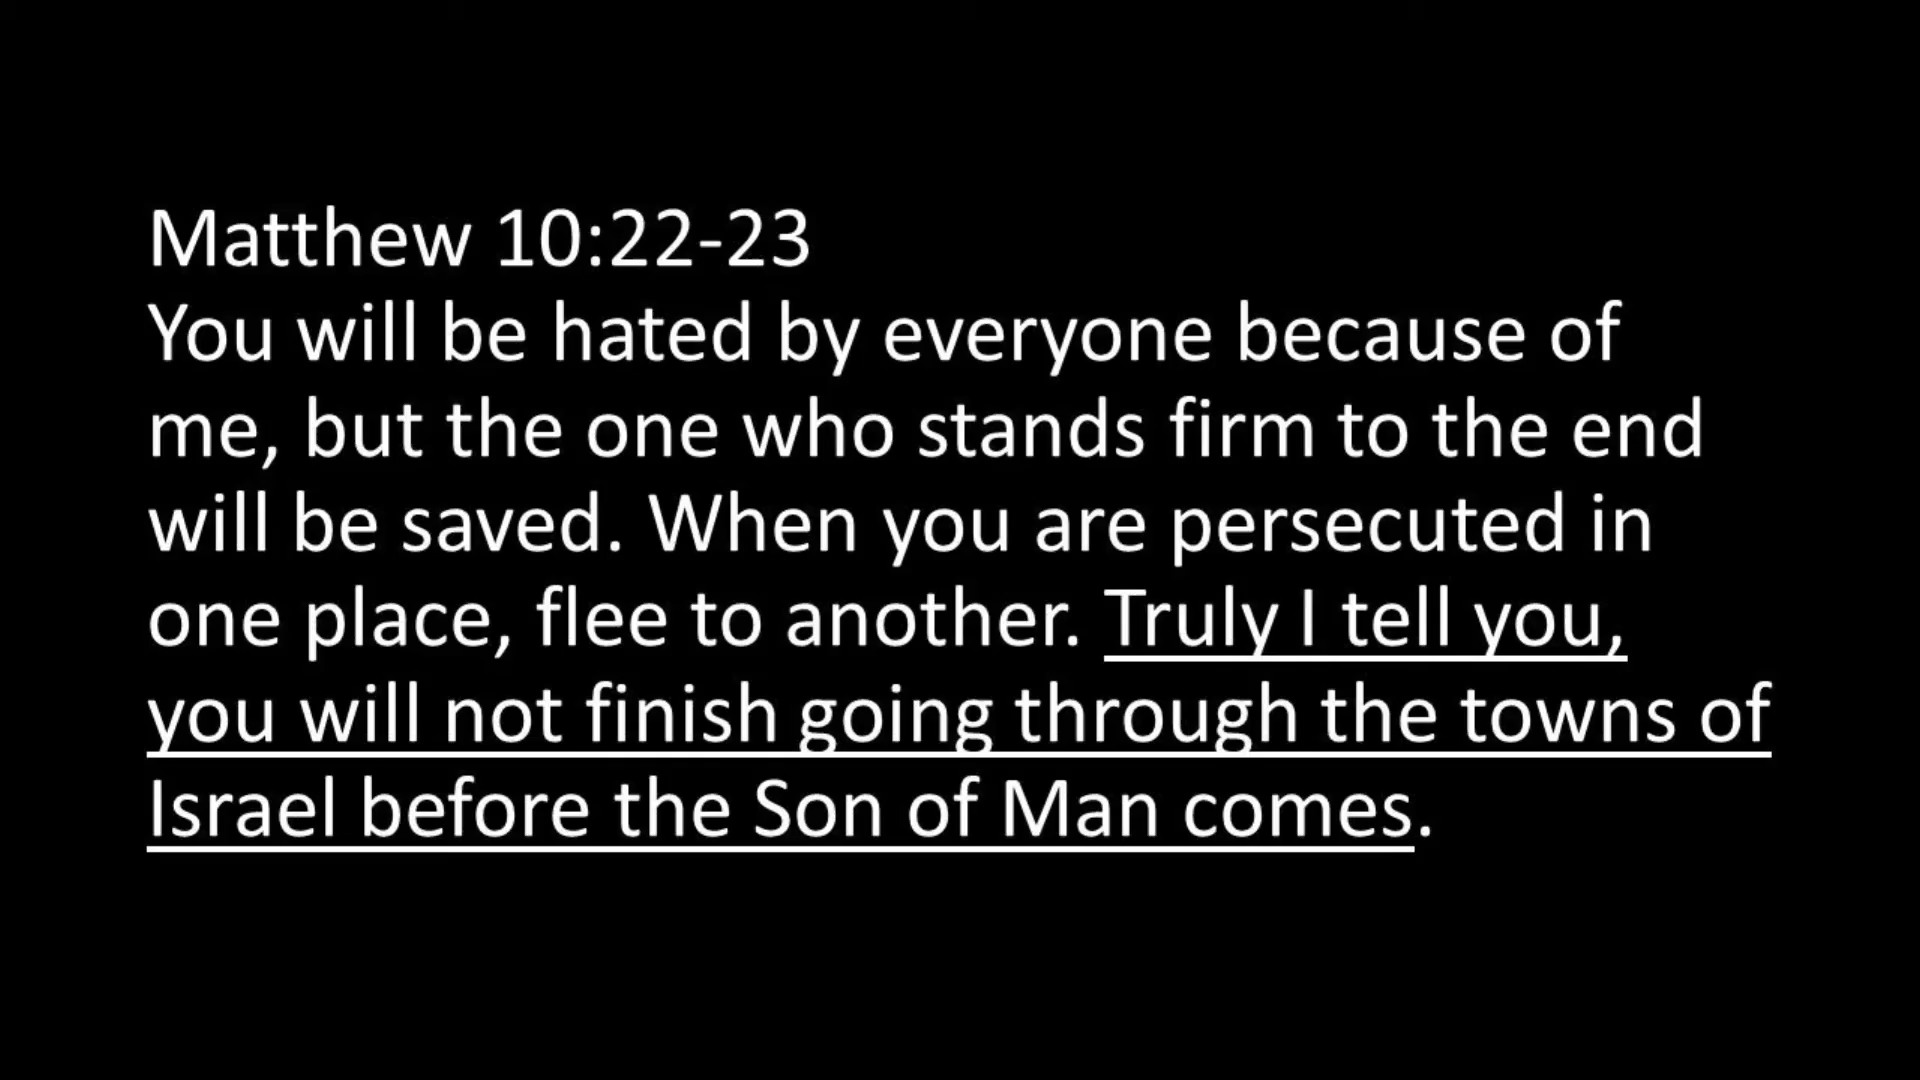 Matthew 10:22-23
You will be hated by everyone because of
me, but the one who stands firm to the end
will be saved. When you are persecuted in
one place, flee to another. Truly I tell you,
you will not finish going through the towns of
Israel before the Son of Man comes.